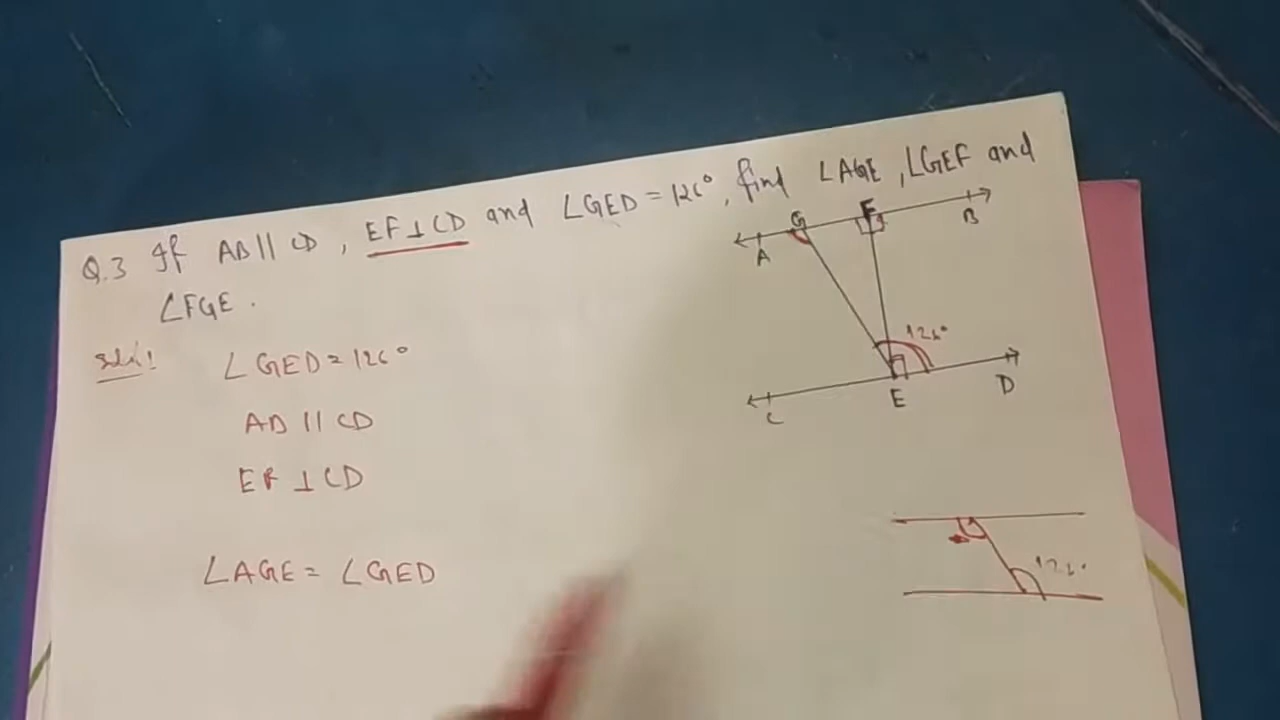 Q.3 If AB || CD, EF ⊥ CD and ∠GED = 126°, find ∠AGE, ∠GEF and
∠FGE.
Soln:
∠GED = 126°
AB || CD
EF ⊥ CD
∠AGE = ∠GED
A G F B
126°
C E D
126°